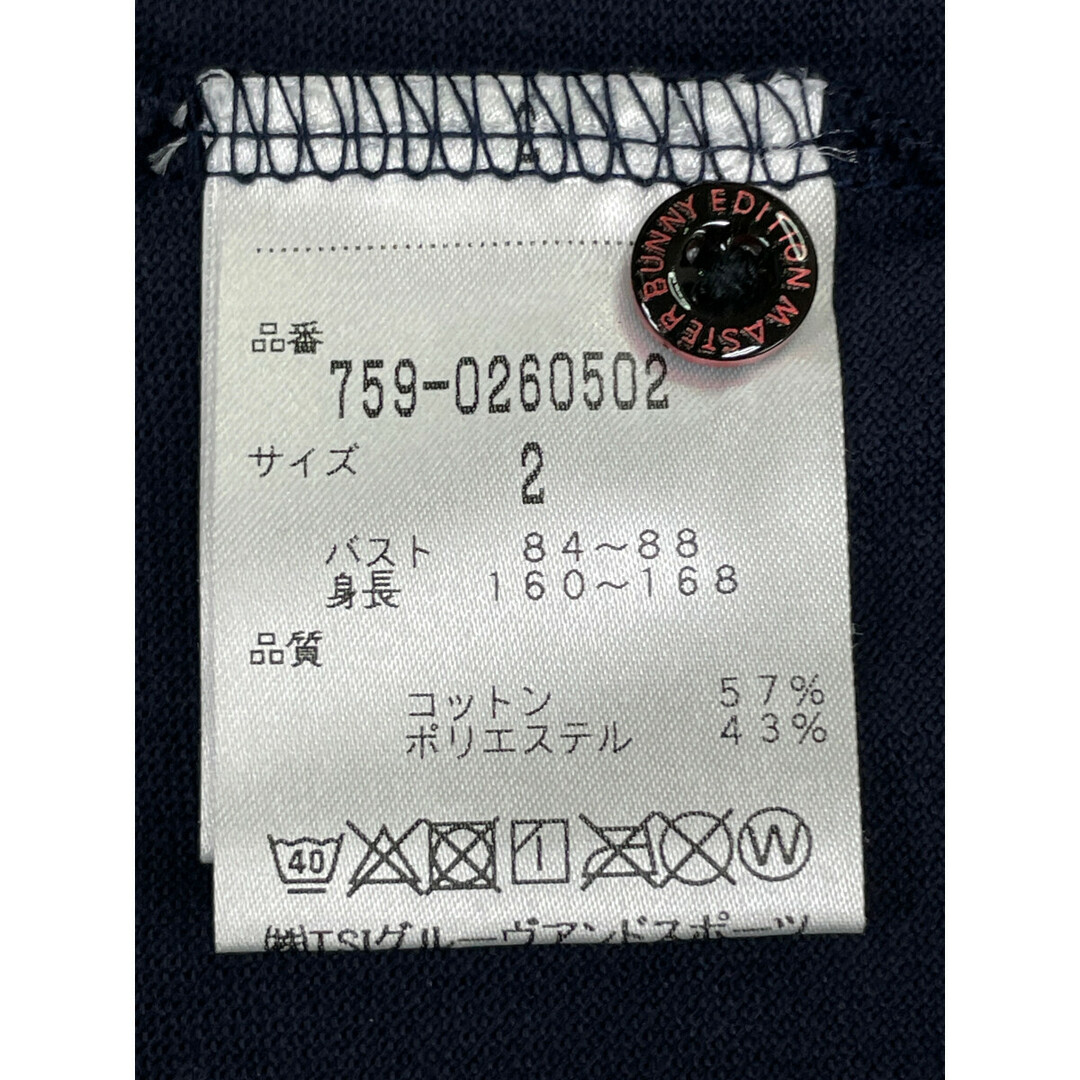 MASTER BUNNY EDITION
品番
759-0260502
サイズ 2
バスト 84～88
身長 160～168
品質
コットン 57%
ポリエステル 43%
40 W
(株)TSIグルーヴアンドスポーツ